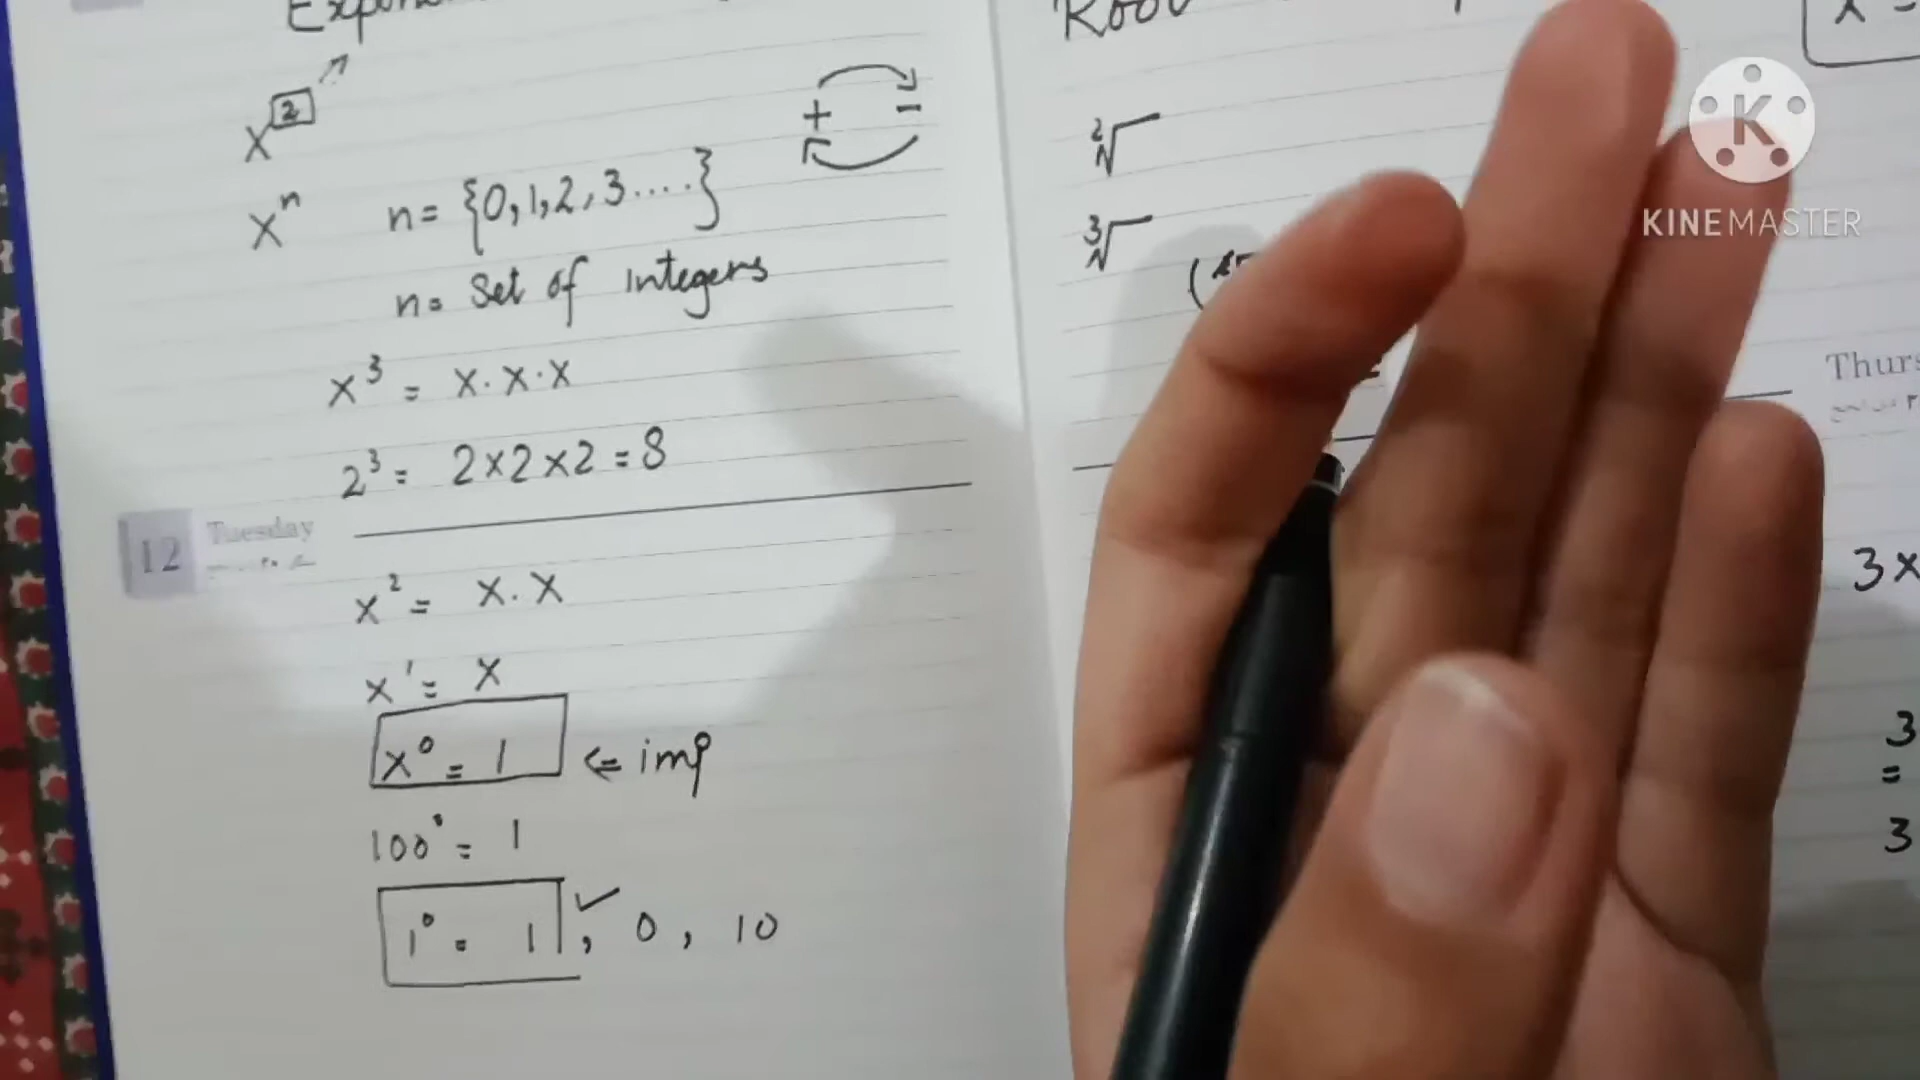 x²
+ -
xⁿ n = {0,1,2,3....}
n = Set of integers
x³ = x.x.x
2³ = 2×2×2=8
12 Tuesday
x² = x.x
x¹ = x
x⁰ = 1 ⇐ imp
100⁰ = 1
1⁰ = 1 ✓, 0, 10
²√
³√
KINEMASTER
3x
3
=
3